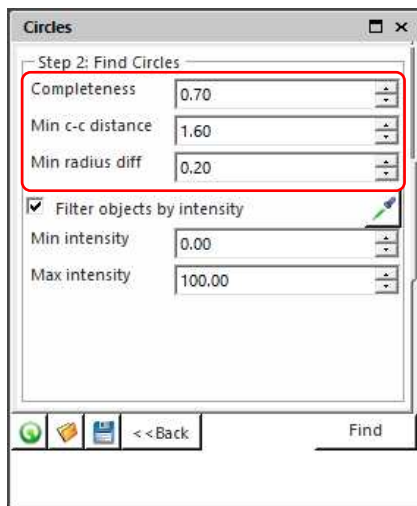 Circles
Step 2: Find Circles
Completeness 0.70
Min c-c distance 1.60
Min radius diff 0.20
Filter objects by intensity
Min intensity 0.00
Max intensity 100.00
<<Back Find